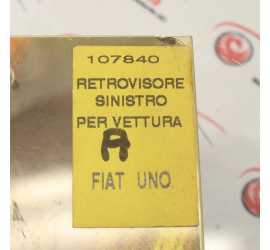 107840
RETROVISORE
SINISTRO
PER VETTURA
A
FIAT UNO